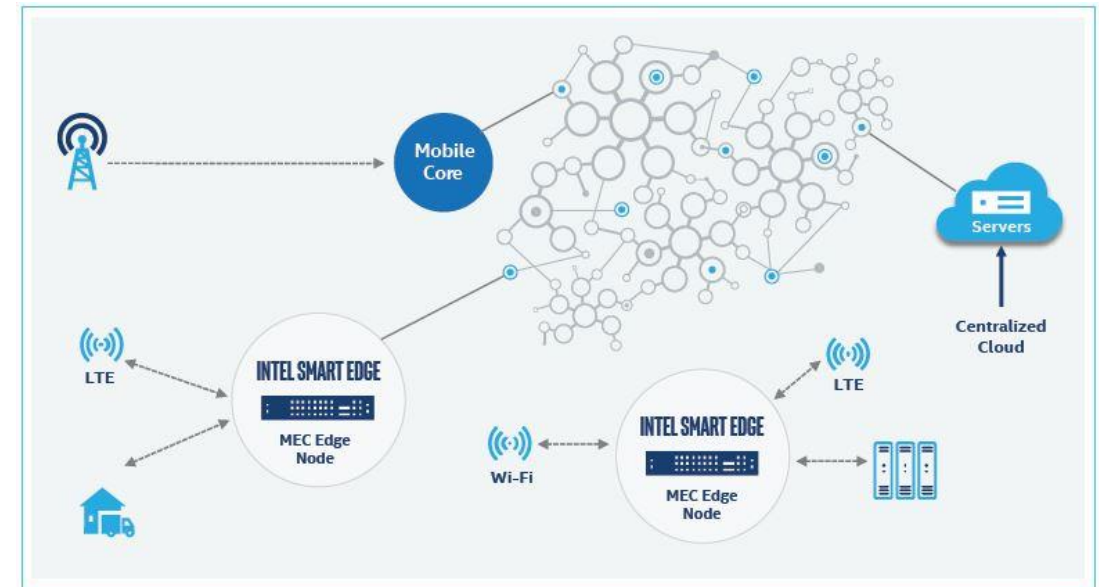 Mobile
Core
Servers
Centralized
Cloud
LTE
INTEL SMART EDGE
MEC Edge
Node
LTE
Wi-Fi
INTEL SMART EDGE
MEC Edge
Node